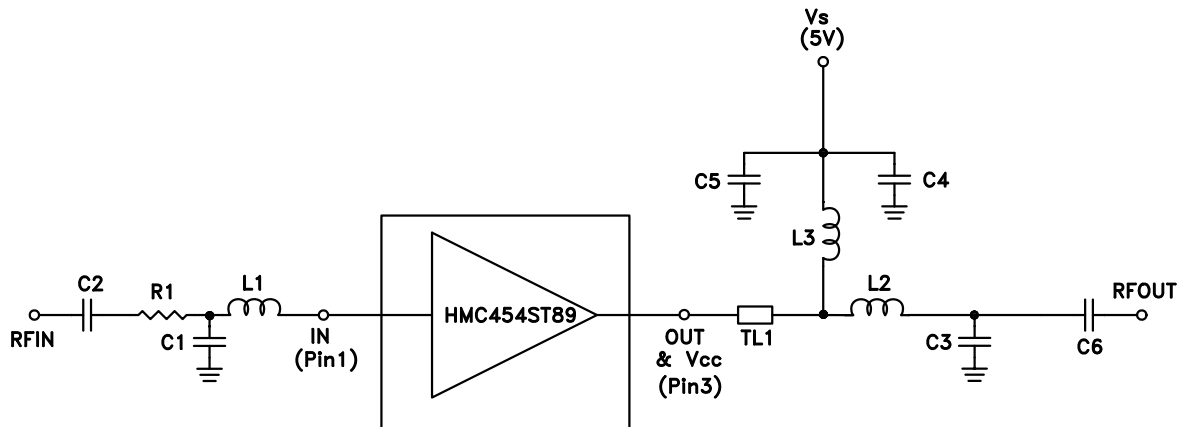 Vs
(5V)
C5
C4
L3
C2
R1
L1
L2
RFOUT
RFIN
C1
IN
(Pin1)
HMC454ST89
OUT
& Vcc
(Pin3)
TL1
C3
C6